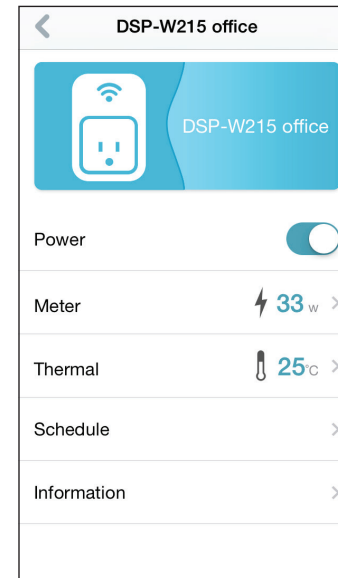 DSP-W215 office
DSP-W215 office
Power
Meter 33 w
Thermal 25°C
Schedule
Information